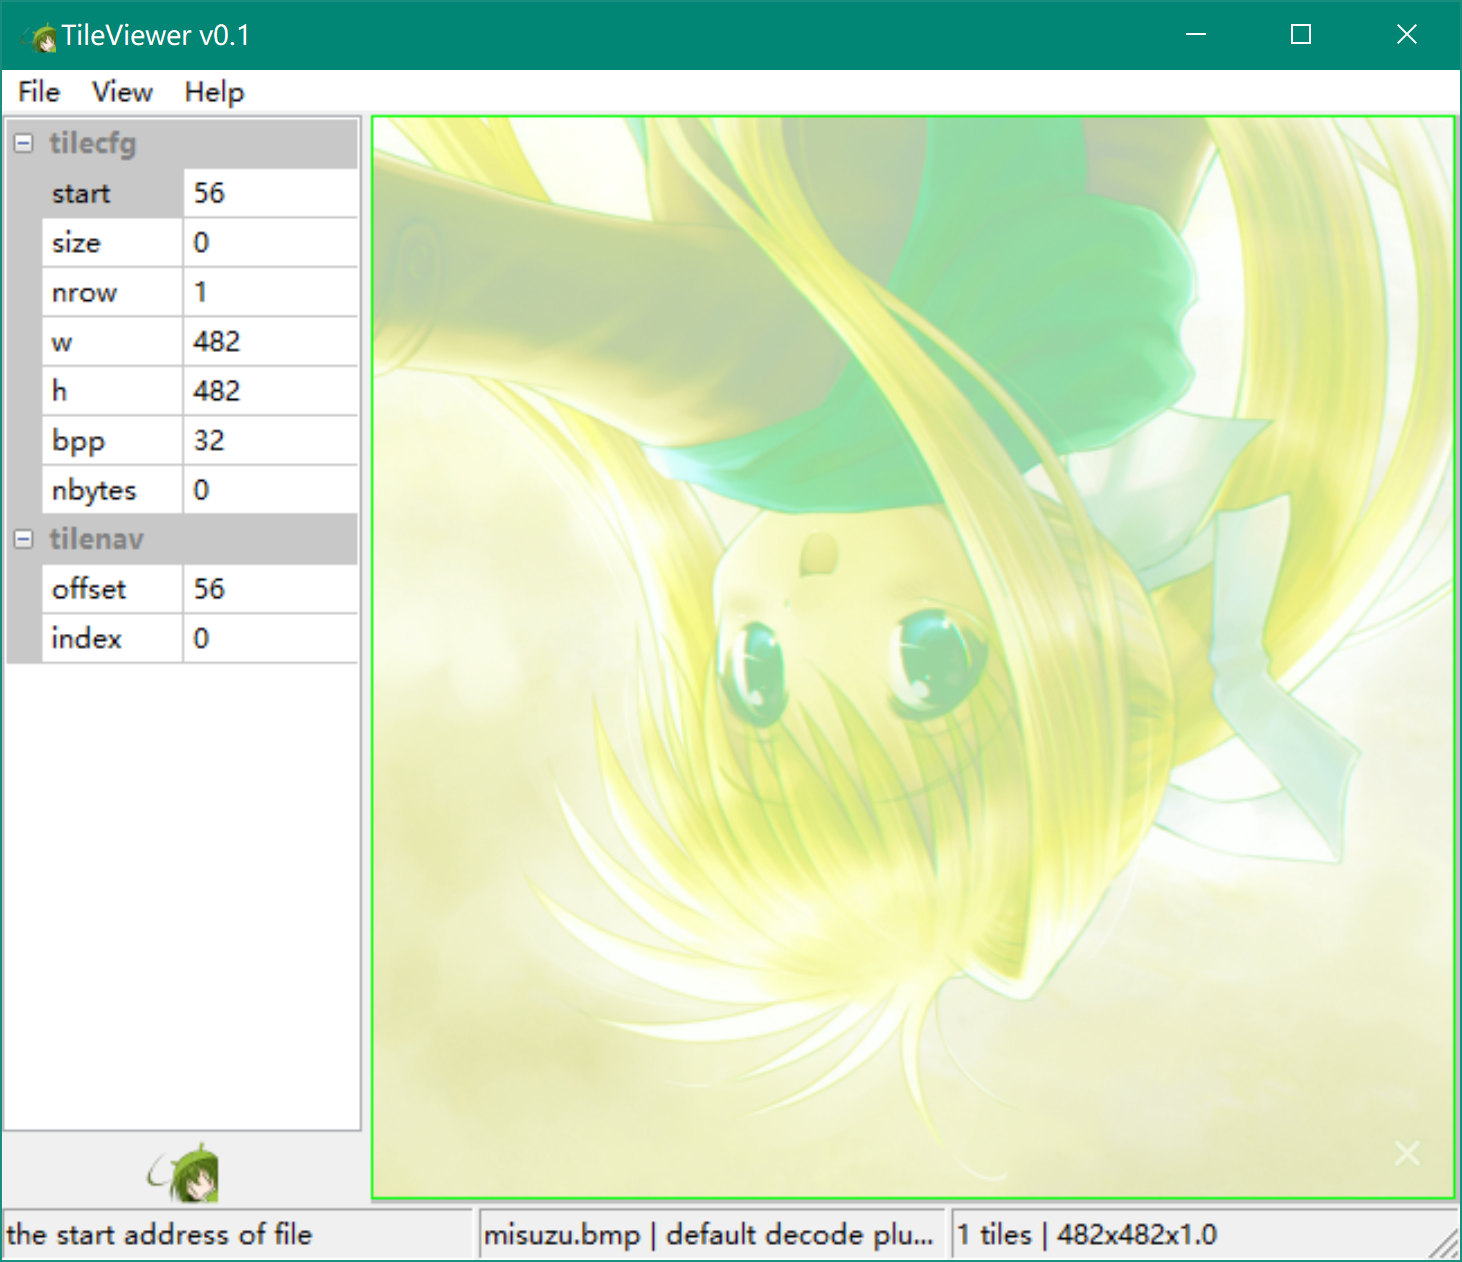 TileViewer v0.1
File View Help
tilecfg
start 56
size 0
nrow 1
w 482
h 482
bpp 32
nbytes 0
tilenav
offset 56
index 0
the start address of file
misuzu.bmp | default decode plu...
1 tiles | 482x482x1.0